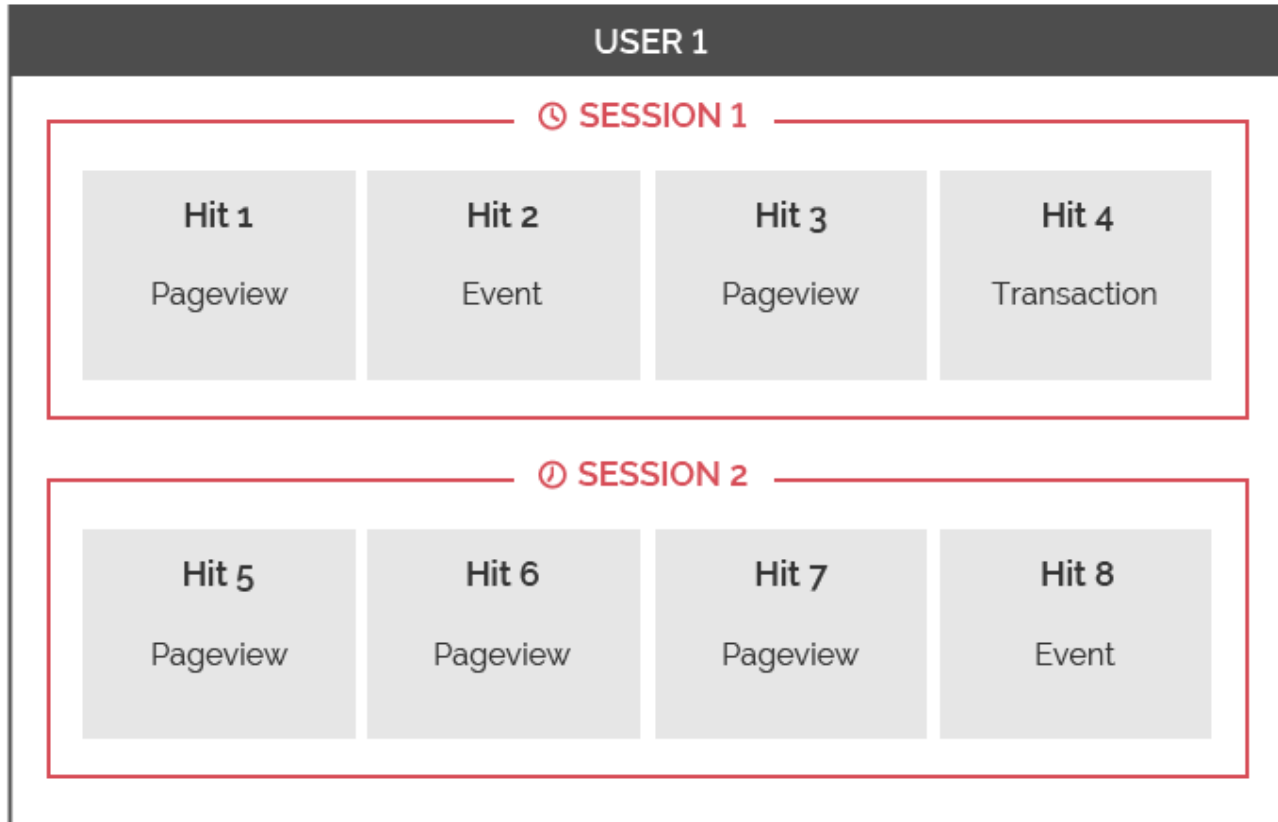 USER 1
SESSION 1
Hit 1
Hit 2
Hit 3
Hit 4
Pageview
Event
Pageview
Transaction
SESSION 2
Hit 5
Hit 6
Hit 7
Hit 8
Pageview
Pageview
Pageview
Event